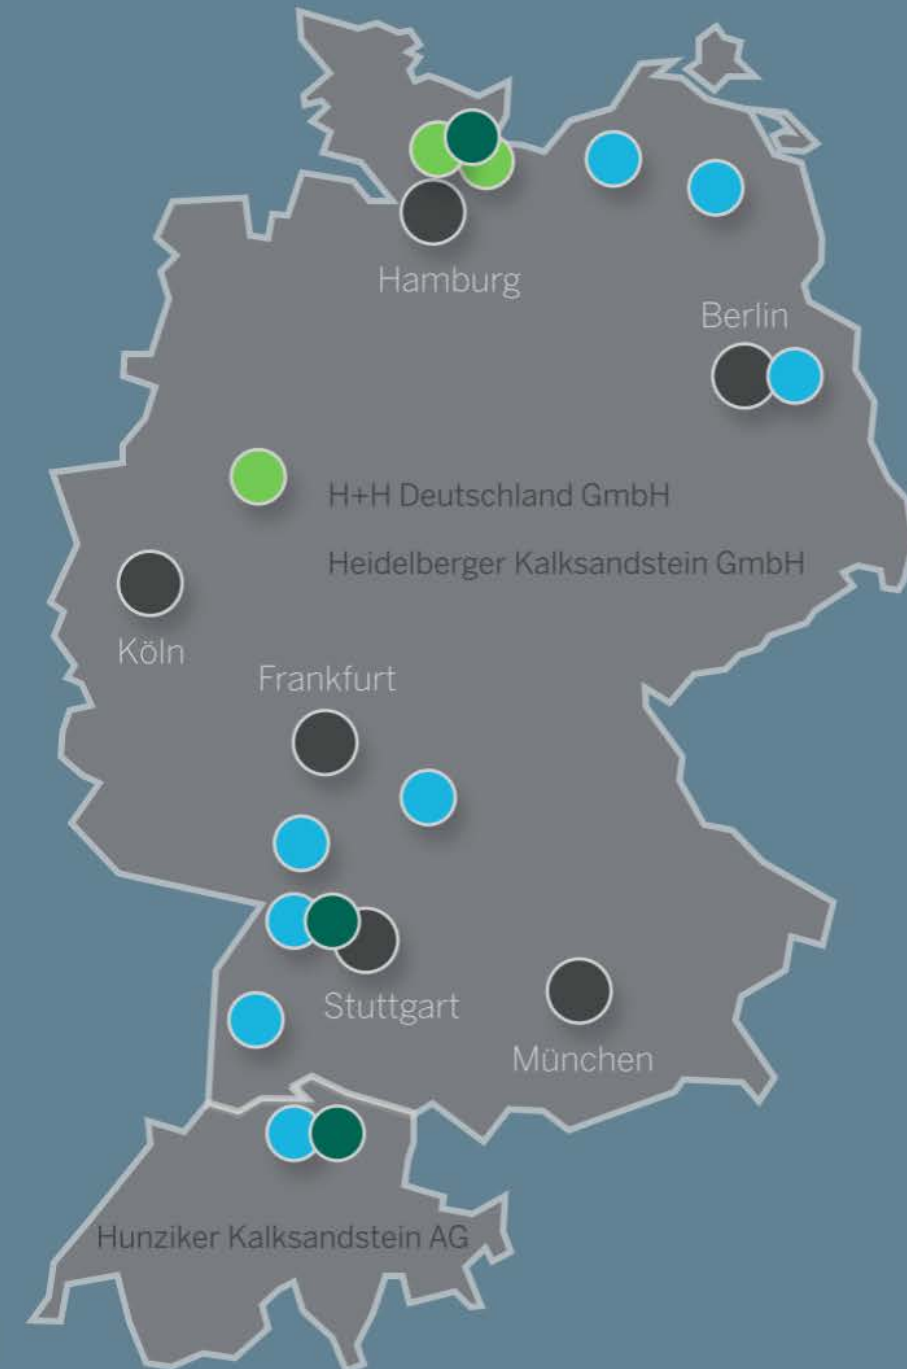 Hamburg
Berlin
H+H Deutschland GmbH
Heidelberger Kalksandstein GmbH
Köln
Frankfurt
Stuttgart
München
Hunziker Kalksandstein AG